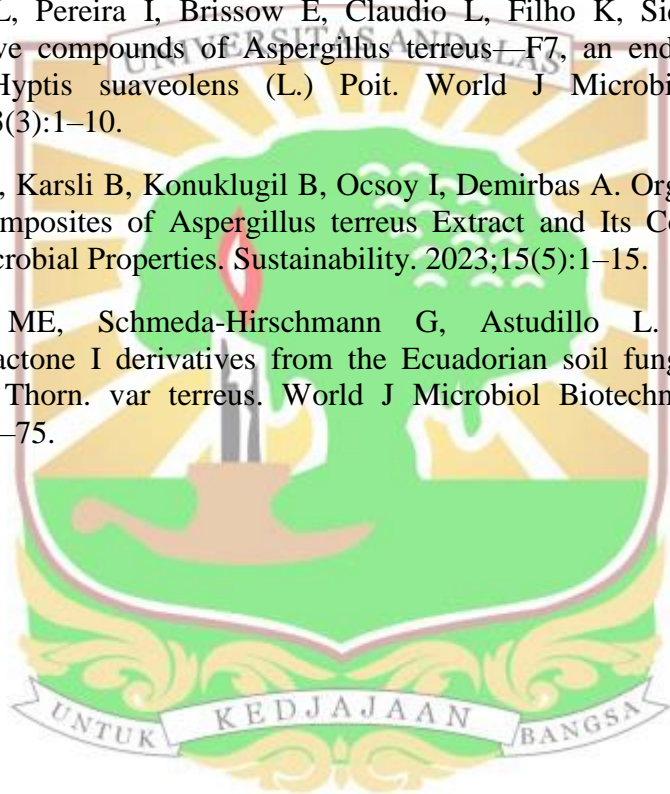 L, Pereira I, Brissow E, Claudio L, Filho K, Sic
ve compounds of Aspergillus terreus—F7, an end
Hyptis suaveolens (L.) Poit. World J Microbi
(3):1–10.
, Karsli B, Konuklugil B, Ocsoy I, Demirbas A. Org
mposites of Aspergillus terreus Extract and Its Co
crobial Properties. Sustainability. 2023;15(5):1–15.
ME, Schmeda-Hirschmann G, Astudillo L.
actone I derivatives from the Ecuadorian soil fung
Thorn. var terreus. World J Microbiol Biotechn
–75.
UNIVERSITAS ANDALAS
UNTUK KEDJAJAAN BANGSA